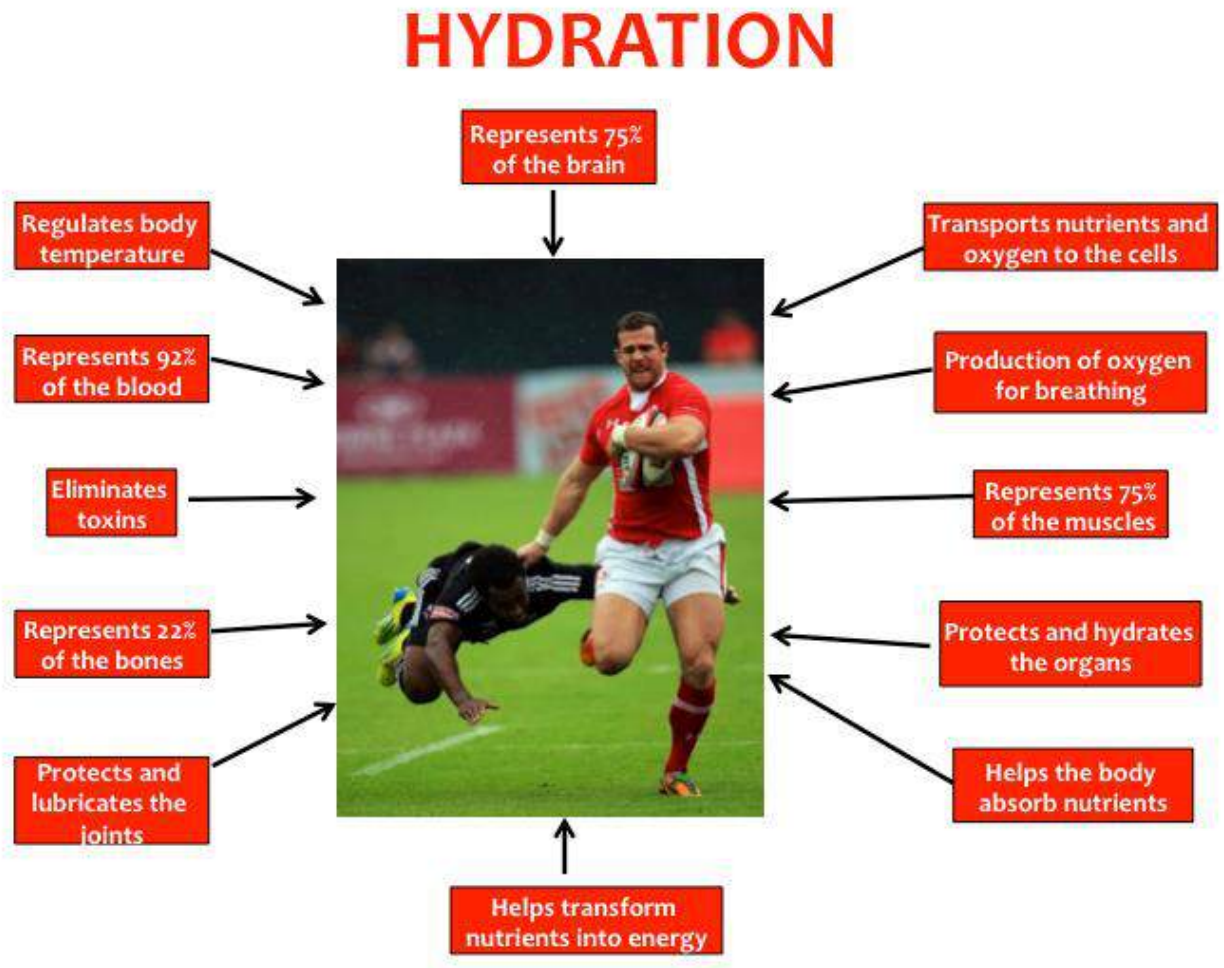 HYDRATION
Represents 75%
of the brain
Regulates body
temperature
Transports nutrients and
oxygen to the cells
Represents 92%
of the blood
Production of oxygen
for breathing
Eliminates
toxins
Represents 75%
of the muscles
Represents 22%
of the bones
Protects and hydrates
the organs
Protects and
lubricates the
joints
Helps the body
absorb nutrients
Helps transform
nutrients into energy